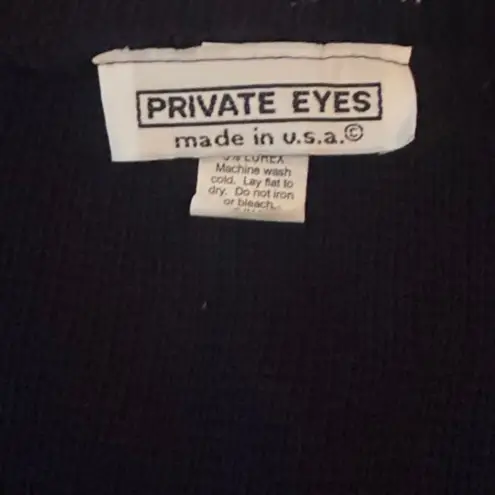 PRIVATE EYES
made in u.s.a.©
% LUREX
Machine wash
cold. Lay flat to
dry. Do not iron
or bleach.